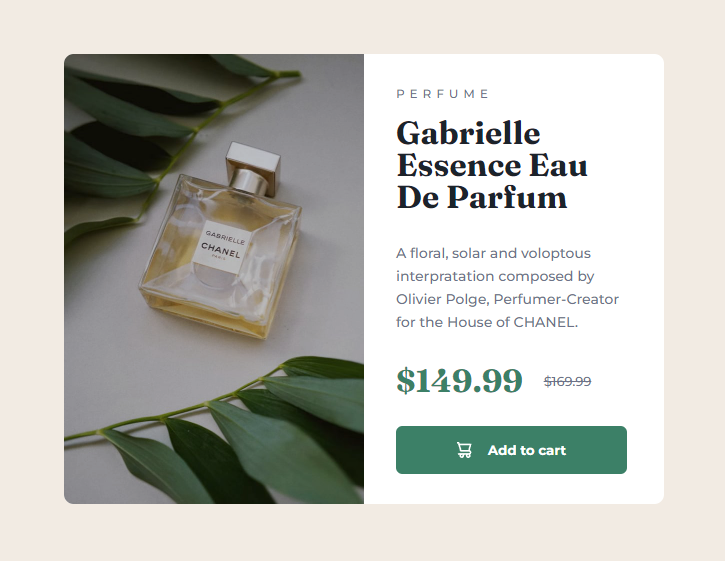 GABRIELLE
CHANEL
PARIS
PERFUME
Gabrielle
Essence Eau
De Parfum
A floral, solar and voloptous
interpratation composed by
Olivier Polge, Perfumer-Creator
for the House of CHANEL.
$149.99 $169.99
Add to cart